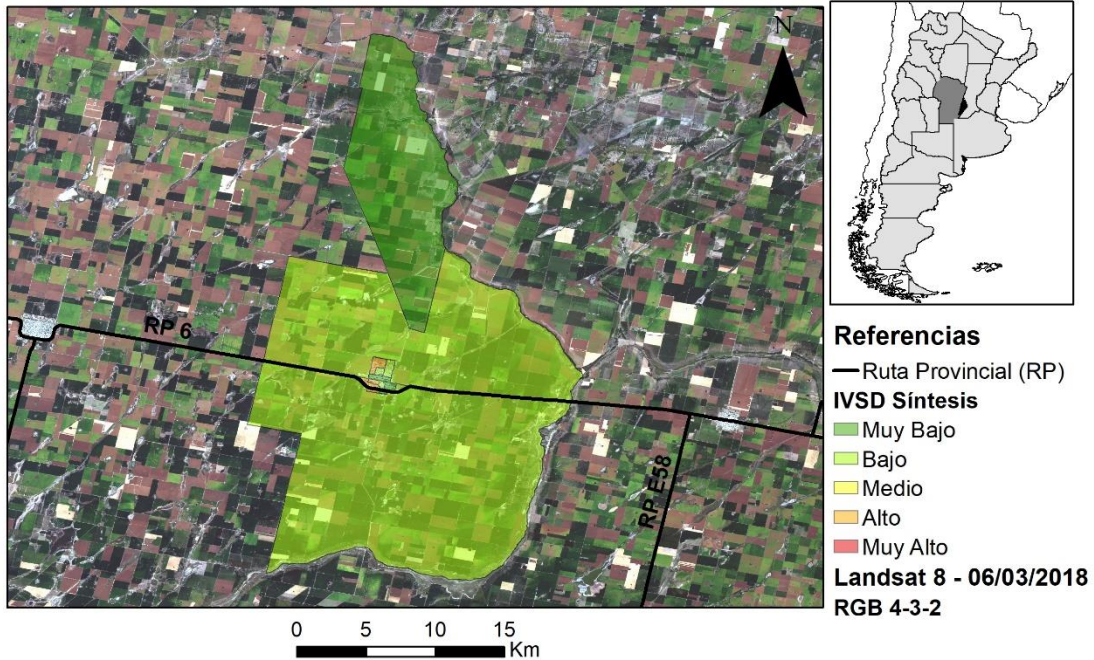 N
RP 6
RP E58
Referencias
Ruta Provincial (RP)
IVSD Síntesis
Muy Bajo
Bajo
Medio
Alto
Muy Alto
Landsat 8 - 06/03/2018
RGB 4-3-2
0 5 10 15
Km